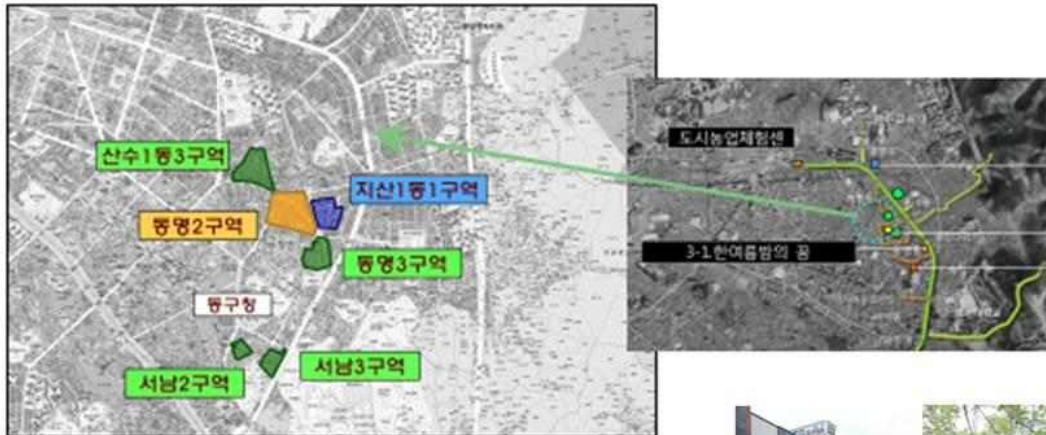 산수1동3구역
지산1동1구역
동명2구역
동명3구역
동구청
서남3구역
서남2구역
도시농업체험센
3-1.한여름밤의 꿈